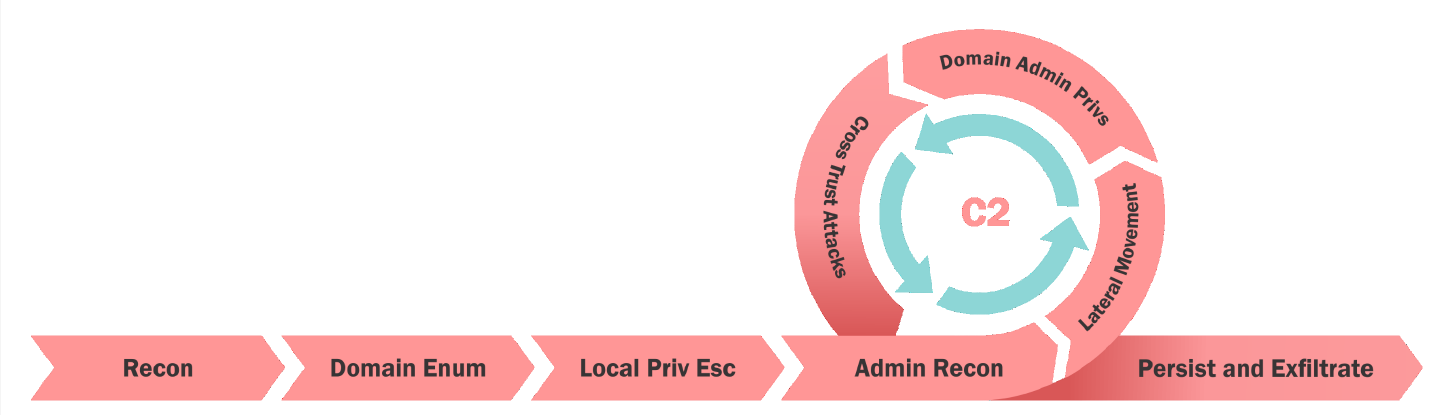 Domain Admin Privs
Cross Trust Attacks
C2
Lateral Movement
Recon
Domain Enum
Local Priv Esc
Admin Recon
Persist and Exfiltrate